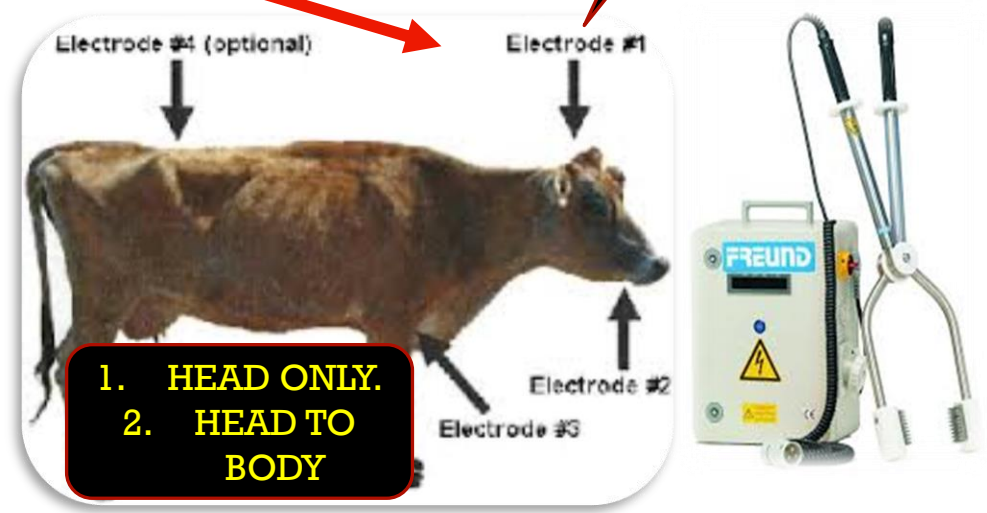 Electrode #4 (optional)
Electrode #1
FREUND
Electrode #2
Electrode #3
1. HEAD ONLY.
2. HEAD TO
BODY